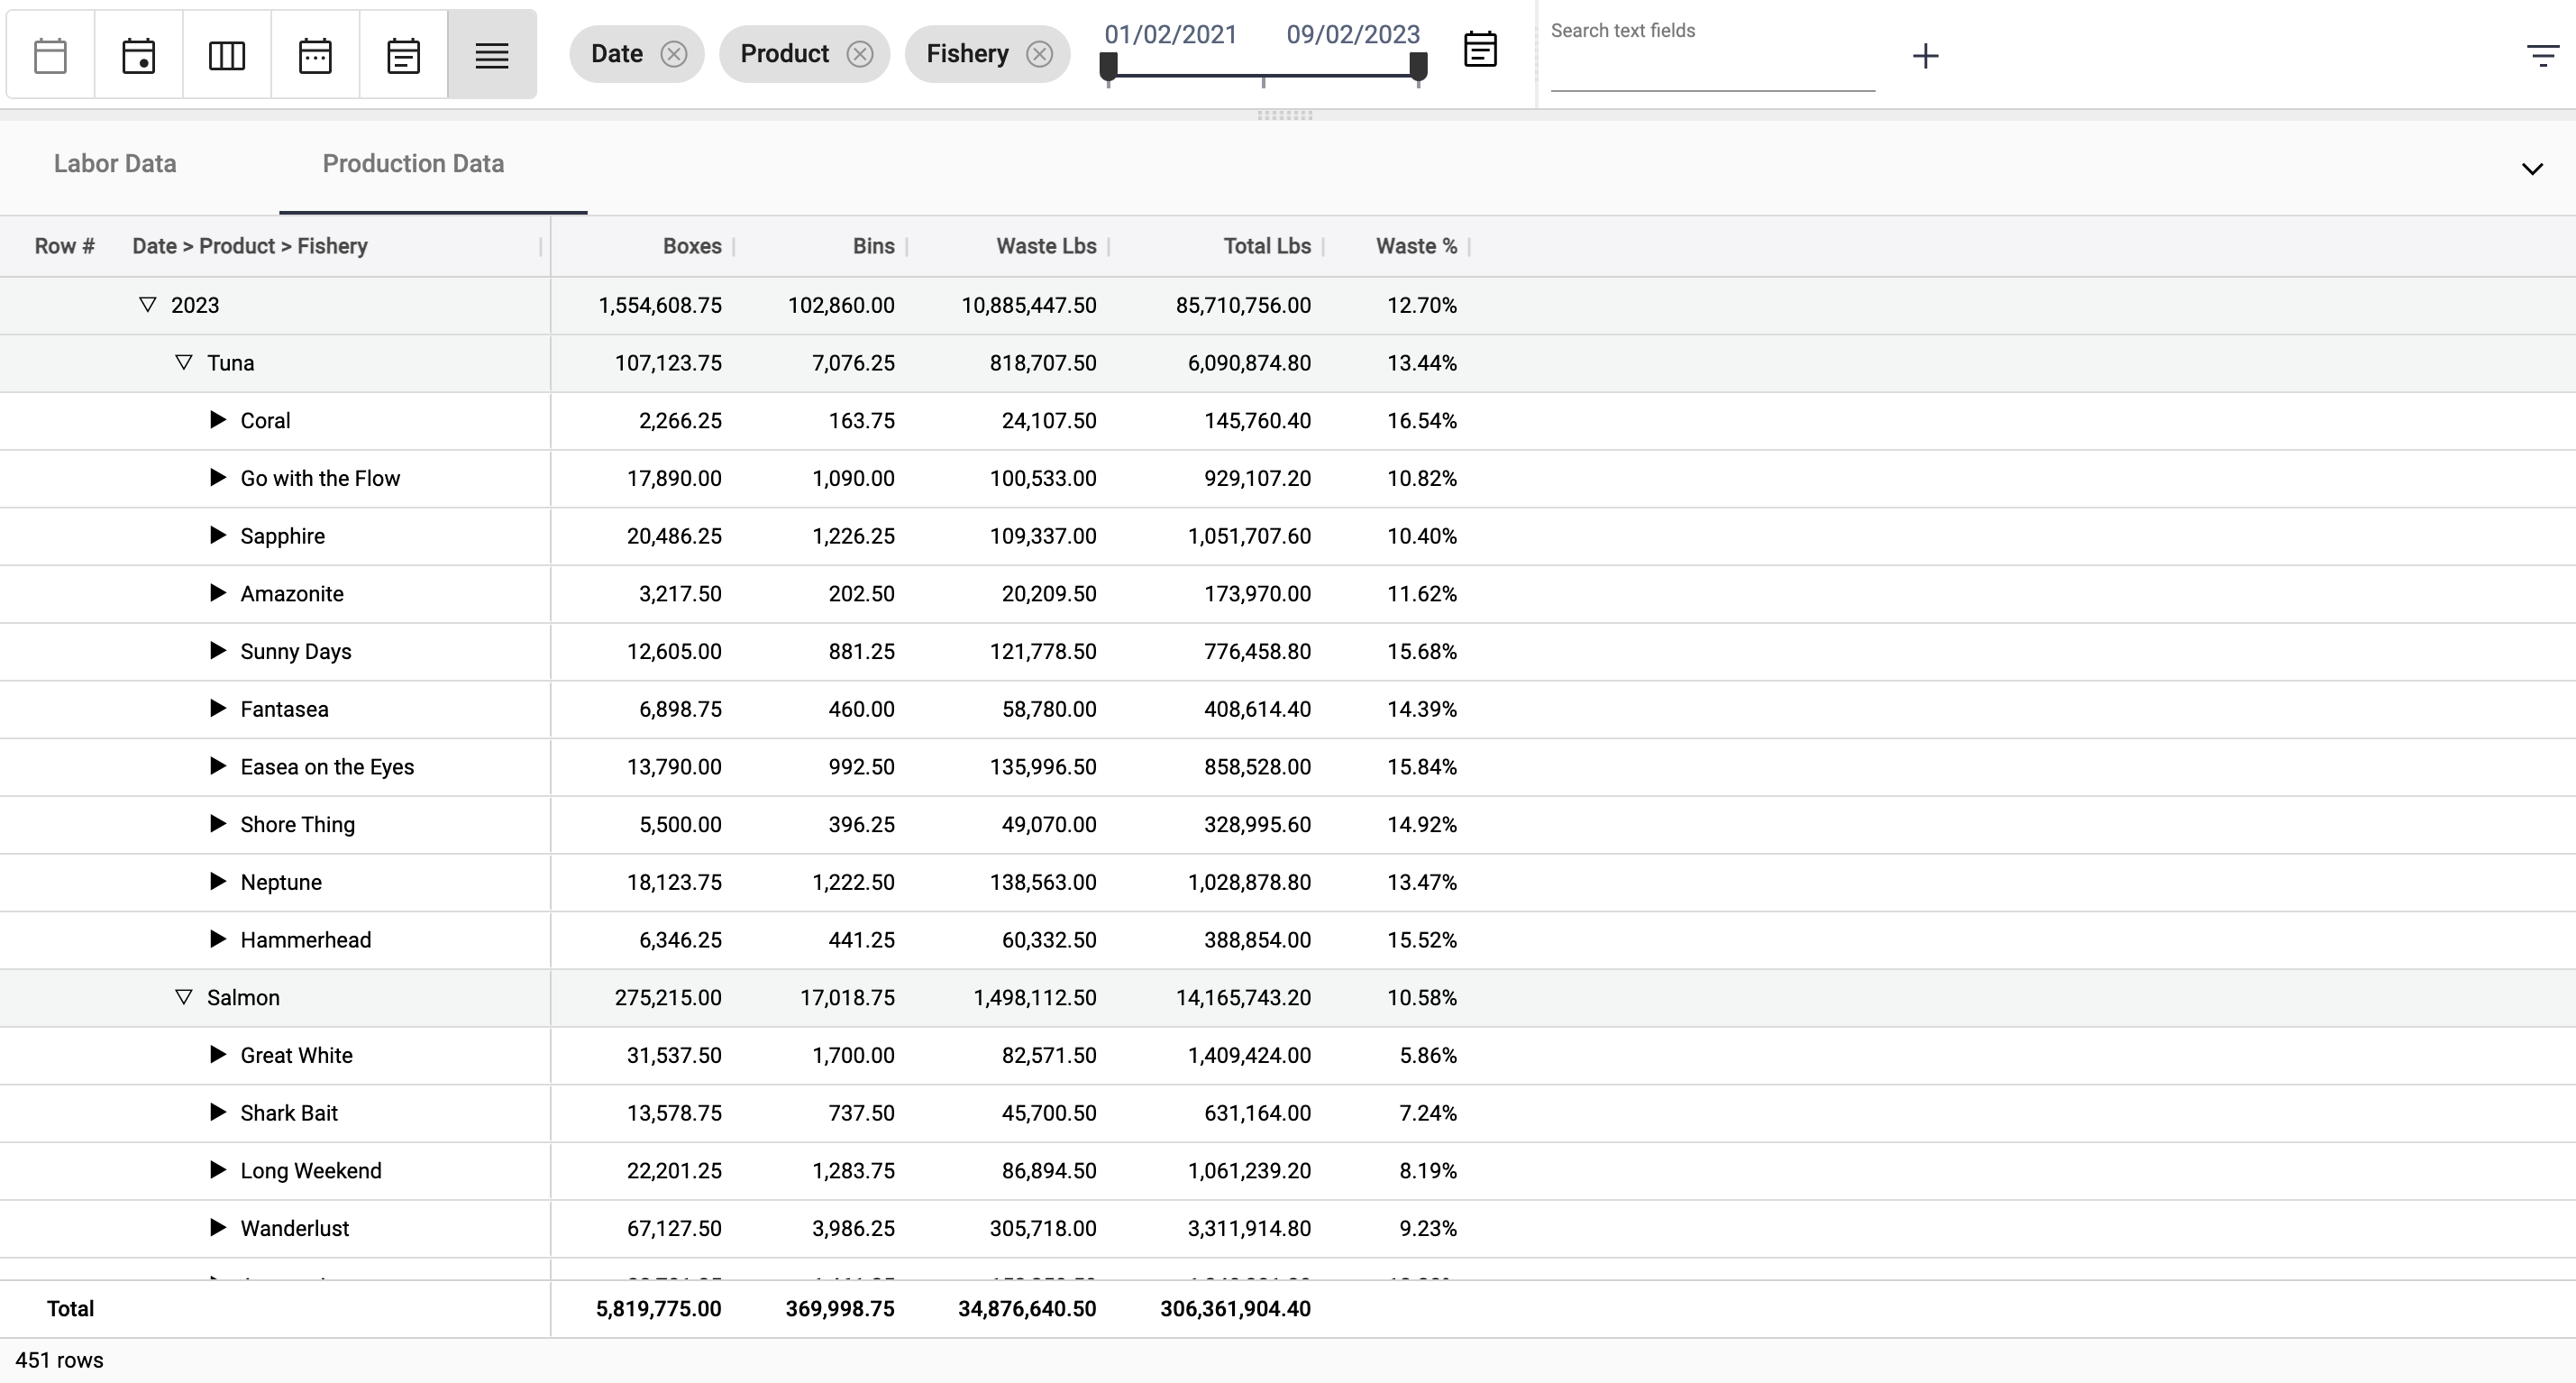 Date Product Fishery 01/02/2021 09/02/2023 Search text fields
Labor Data Production Data
Row # Date > Product > Fishery Boxes Bins Waste Lbs Total Lbs Waste %
2023 1,554,608.75 102,860.00 10,885,447.50 85,710,756.00 12.70%
Tuna 107,123.75 7,076.25 818,707.50 6,090,874.80 13.44%
Coral 2,266.25 163.75 24,107.50 145,760.40 16.54%
Go with the Flow 17,890.00 1,090.00 100,533.00 929,107.20 10.82%
Sapphire 20,486.25 1,226.25 109,337.00 1,051,707.60 10.40%
Amazonite 3,217.50 202.50 20,209.50 173,970.00 11.62%
Sunny Days 12,605.00 881.25 121,778.50 776,458.80 15.68%
Fantasea 6,898.75 460.00 58,780.00 408,614.40 14.39%
Easea on the Eyes 13,790.00 992.50 135,996.50 858,528.00 15.84%
Shore Thing 5,500.00 396.25 49,070.00 328,995.60 14.92%
Neptune 18,123.75 1,222.50 138,563.00 1,028,878.80 13.47%
Hammerhead 6,346.25 441.25 60,332.50 388,854.00 15.52%
Salmon 275,215.00 17,018.75 1,498,112.50 14,165,743.20 10.58%
Great White 31,537.50 1,700.00 82,571.50 1,409,424.00 5.86%
Shark Bait 13,578.75 737.50 45,700.50 631,164.00 7.24%
Long Weekend 22,201.25 1,283.75 86,894.50 1,061,239.20 8.19%
Wanderlust 67,127.50 3,986.25 305,718.00 3,311,914.80 9.23%
Total 5,819,775.00 369,998.75 34,876,640.50 306,361,904.40
451 rows